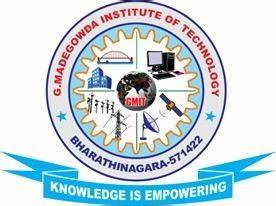 G.MADEGOWDA INSTITUTE OF TECHNOLOGY
GMIT
BHARATHINAGARA-571422
KNOWLEDGE IS EMPOWERING